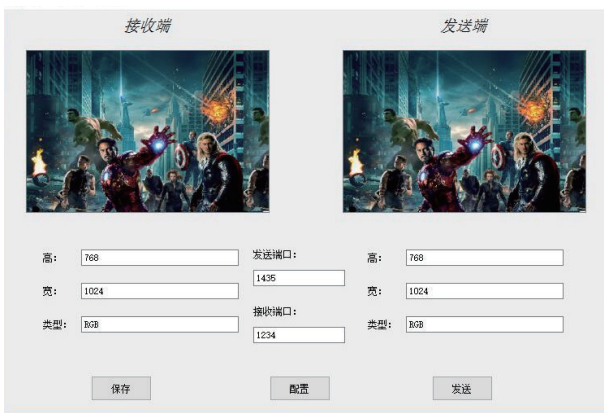 接收端 发送端
高： 768 发送端口： 高： 768
1435
宽： 1024 宽： 1024
接收端口：
类型： RGB 类型： RGB
1234
保存 配置 发送